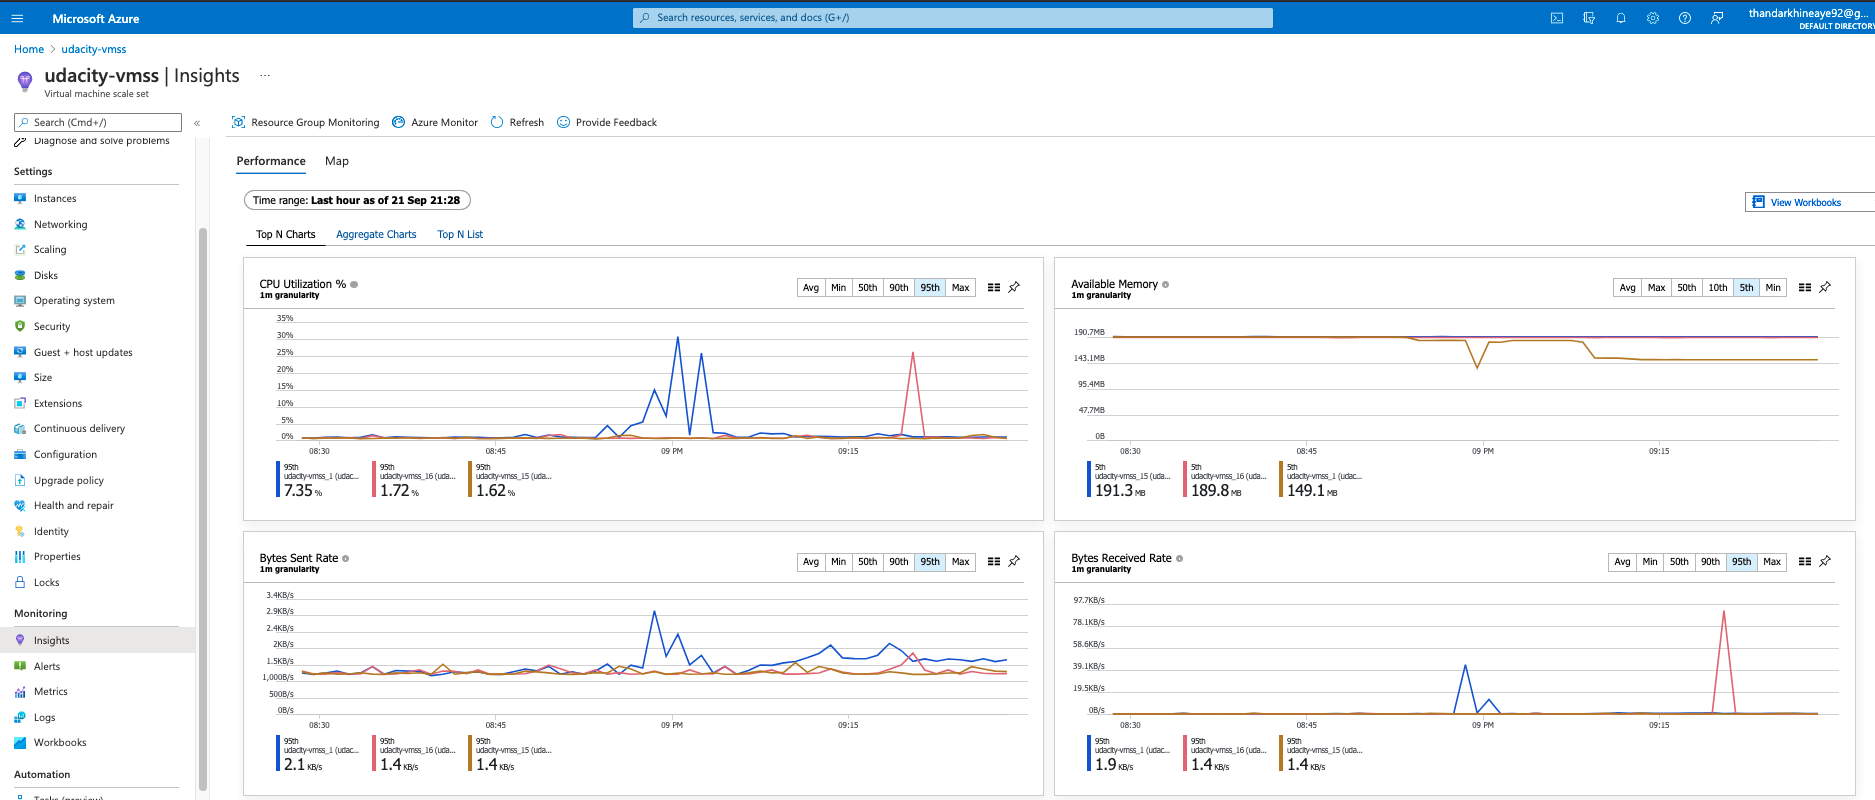 Microsoft Azure
Search resources, services, and docs (G+/)
thandarkhineaye92@g...
DEFAULT DIRECTORY
Home > udacity-vmss
udacity-vmss | Insights ...
Virtual machine scale set
Search (Cmd+/)
«
Resource Group Monitoring Azure Monitor Refresh Provide Feedback
Diagnose and solve problems
Settings
Instances
Networking
Scaling
Disks
Operating system
Security
Guest + host updates
Size
Extensions
Continuous delivery
Configuration
Upgrade policy
Health and repair
Identity
Properties
Locks
Monitoring
Insights
Alerts
Metrics
Logs
Workbooks
Automation
Tasks (preview)
Performance Map
Time range: Last hour as of 21 Sep 21:28
View Workbooks
Top N Charts Aggregate Charts Top N List
CPU Utilization %
1m granularity
Avg Min 50th 90th 95th Max
35%
30%
25%
20%
15%
10%
5%
0%
08:30 08:45 09 PM 09:15
95th 95th 95th
udacity-vmss_1 (udac... udacity-vmss_16 (uda... udacity-vmss_15 (uda...
7.35 % 1.72 % 1.62 %
Available Memory
1m granularity
Avg Max 50th 10th 5th Min
190.7MB
143.1MB
95.4MB
47.7MB
0B
08:30 08:45 09 PM 09:15
5th 5th 5th
udacity-vmss_15 (uda... udacity-vmss_16 (uda... udacity-vmss_1 (udac...
191.3 MB 189.8 MB 149.1 MB
Bytes Sent Rate
1m granularity
Avg Min 50th 90th 95th Max
3.4KB/s
2.9KB/s
2.4KB/s
2KB/s
1.5KB/s
1,000B/s
500B/s
0B/s
08:30 08:45 09 PM 09:15
95th 95th 95th
udacity-vmss_1 (udac... udacity-vmss_16 (uda... udacity-vmss_15 (uda...
2.1 KB/s 1.4 KB/s 1.4 KB/s
Bytes Received Rate
1m granularity
Avg Min 50th 90th 95th Max
97.7KB/s
78.1KB/s
58.6KB/s
39.1KB/s
19.5KB/s
0B/s
08:30 08:45 09 PM 09:15
95th 95th 95th
udacity-vmss_1 (udac... udacity-vmss_16 (uda... udacity-vmss_15 (uda...
1.9 KB/s 1.4 KB/s 1.4 KB/s